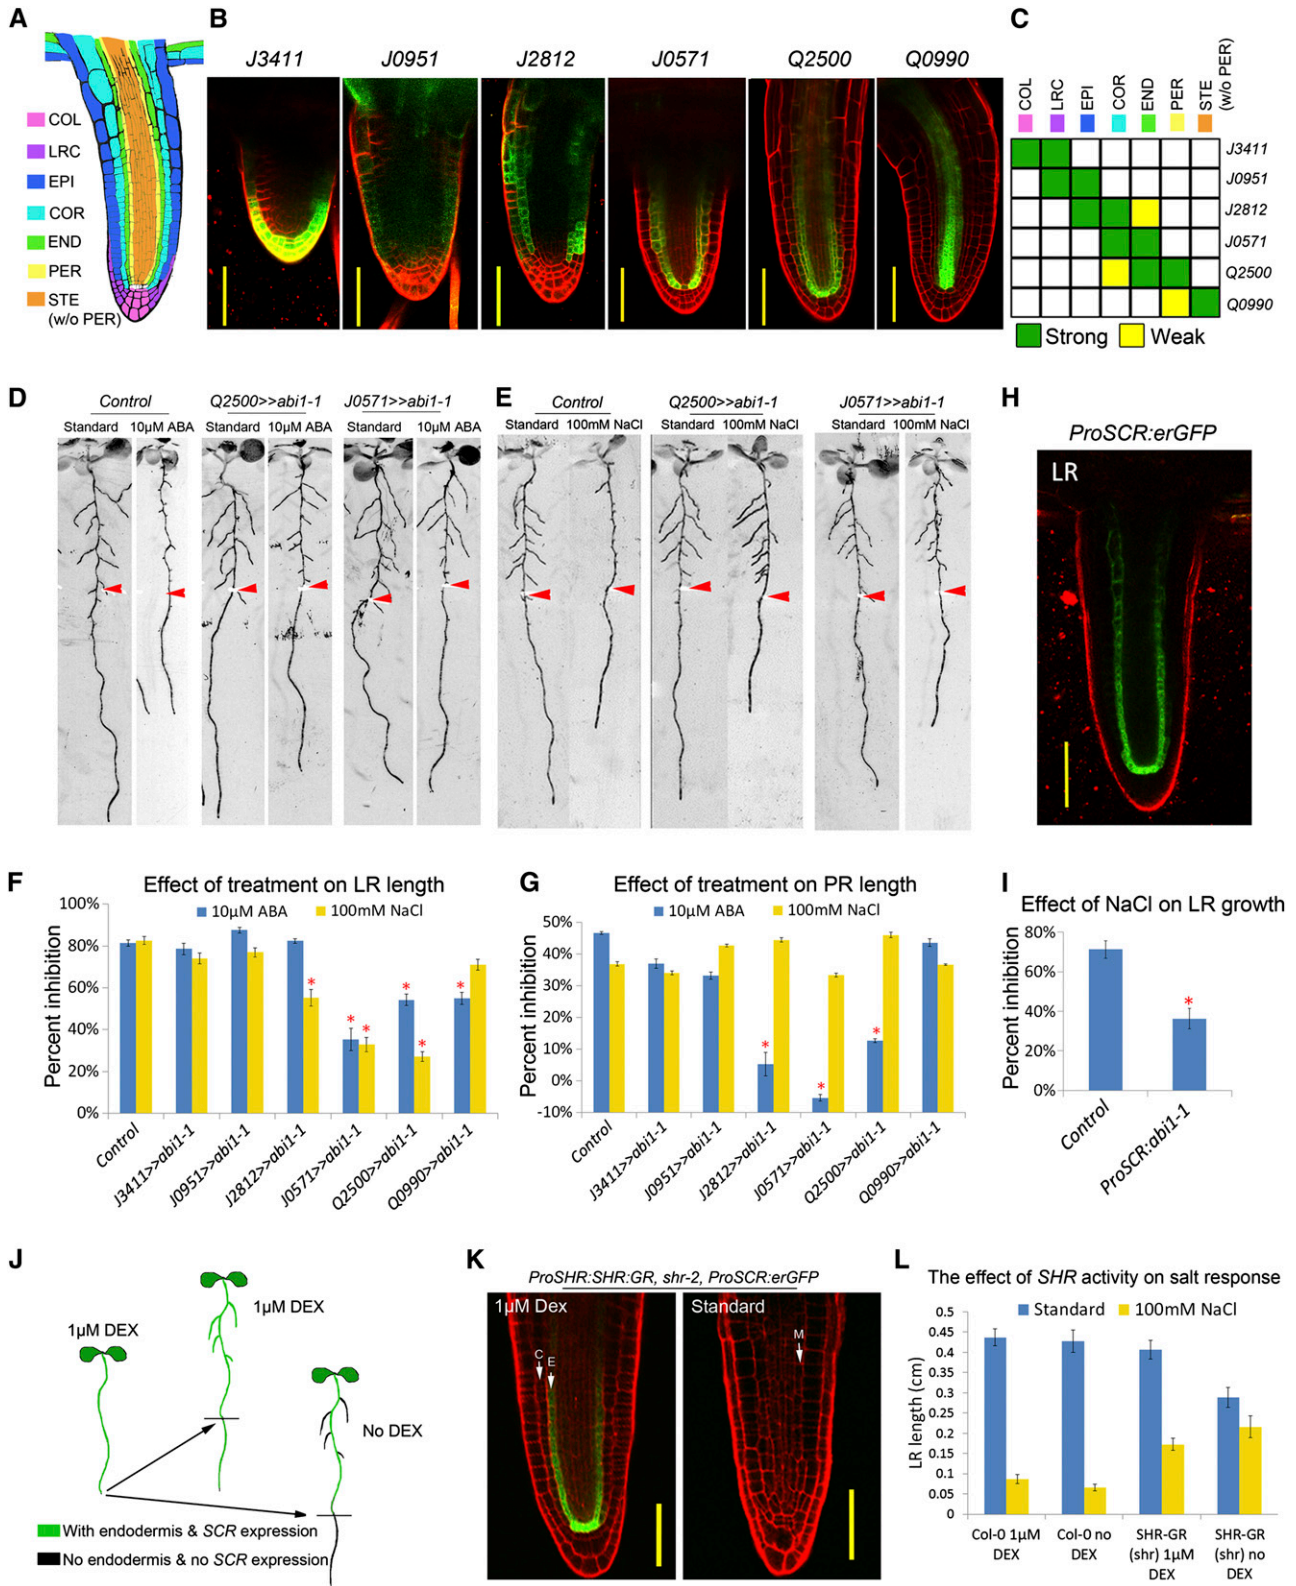 A
COL
LRC
EPI
COR
END
PER
STE
(w/o PER)
B
J3411
J0951
J2812
J0571
Q2500
Q0990
C
COL
LRC
EPI
COR
END
PER
STE
(w/o PER)
J3411
J0951
J2812
J0571
Q2500
Q0990
Strong
Weak
D
Control
Q2500>>abi1-1
J0571>>abi1-1
Standard
10μM ABA
Standard
10μM ABA
Standard
10μM ABA
E
Control
Q2500>>abi1-1
J0571>>abi1-1
Standard
100mM NaCl
Standard
100mM NaCl
Standard
100mM NaCl
H
ProSCR:erGFP
LR
F
Effect of treatment on LR length
10μM ABA
100mM NaCl
Percent inhibition
100%
80%
60%
40%
20%
0%
*
*
*
*
*
*
Control
J3411>>abi1-1
J0951>>abi1-1
J2812>>abi1-1
J0571>>abi1-1
Q2500>>abi1-1
Q0990>>abi1-1
G
Effect of treatment on PR length
10μM ABA
100mM NaCl
Percent inhibition
50%
40%
30%
20%
10%
0%
-10%
*
*
*
Control
J3411>>abi1-1
J0951>>abi1-1
J2812>>abi1-1
J0571>>abi1-1
Q2500>>abi1-1
Q0990>>abi1-1
I
Effect of NaCl on LR growth
Percent inhibition
80%
60%
40%
20%
0%
*
Control
ProSCR:abi1-1
J
1μM DEX
1μM DEX
No DEX
With endodermis & SCR expression
No endodermis & no SCR expression
K
ProSHR:SHR:GR, shr-2, ProSCR:erGFP
1μM Dex
C
E
Standard
M
L
The effect of SHR activity on salt response
Standard
100mM NaCl
LR length (cm)
0.5
0.45
0.4
0.35
0.3
0.25
0.2
0.15
0.1
0.05
0
Col-0 1μM
DEX
Col-0 no
DEX
SHR-GR
(shr) 1μM
DEX
SHR-GR
(shr) no
DEX